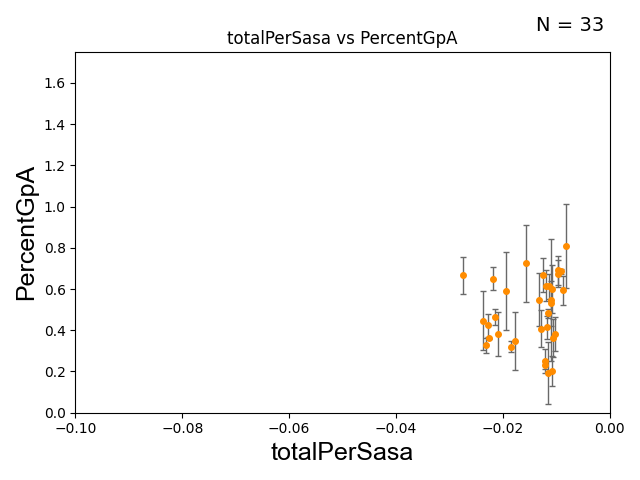 N = 33
totalPerSasa vs PercentGpA
PercentGpA
1.6
1.4
1.2
1.0
0.8
0.6
0.4
0.2
0.0
−0.10 −0.08 −0.06 −0.04 −0.02 0.00
totalPerSasa